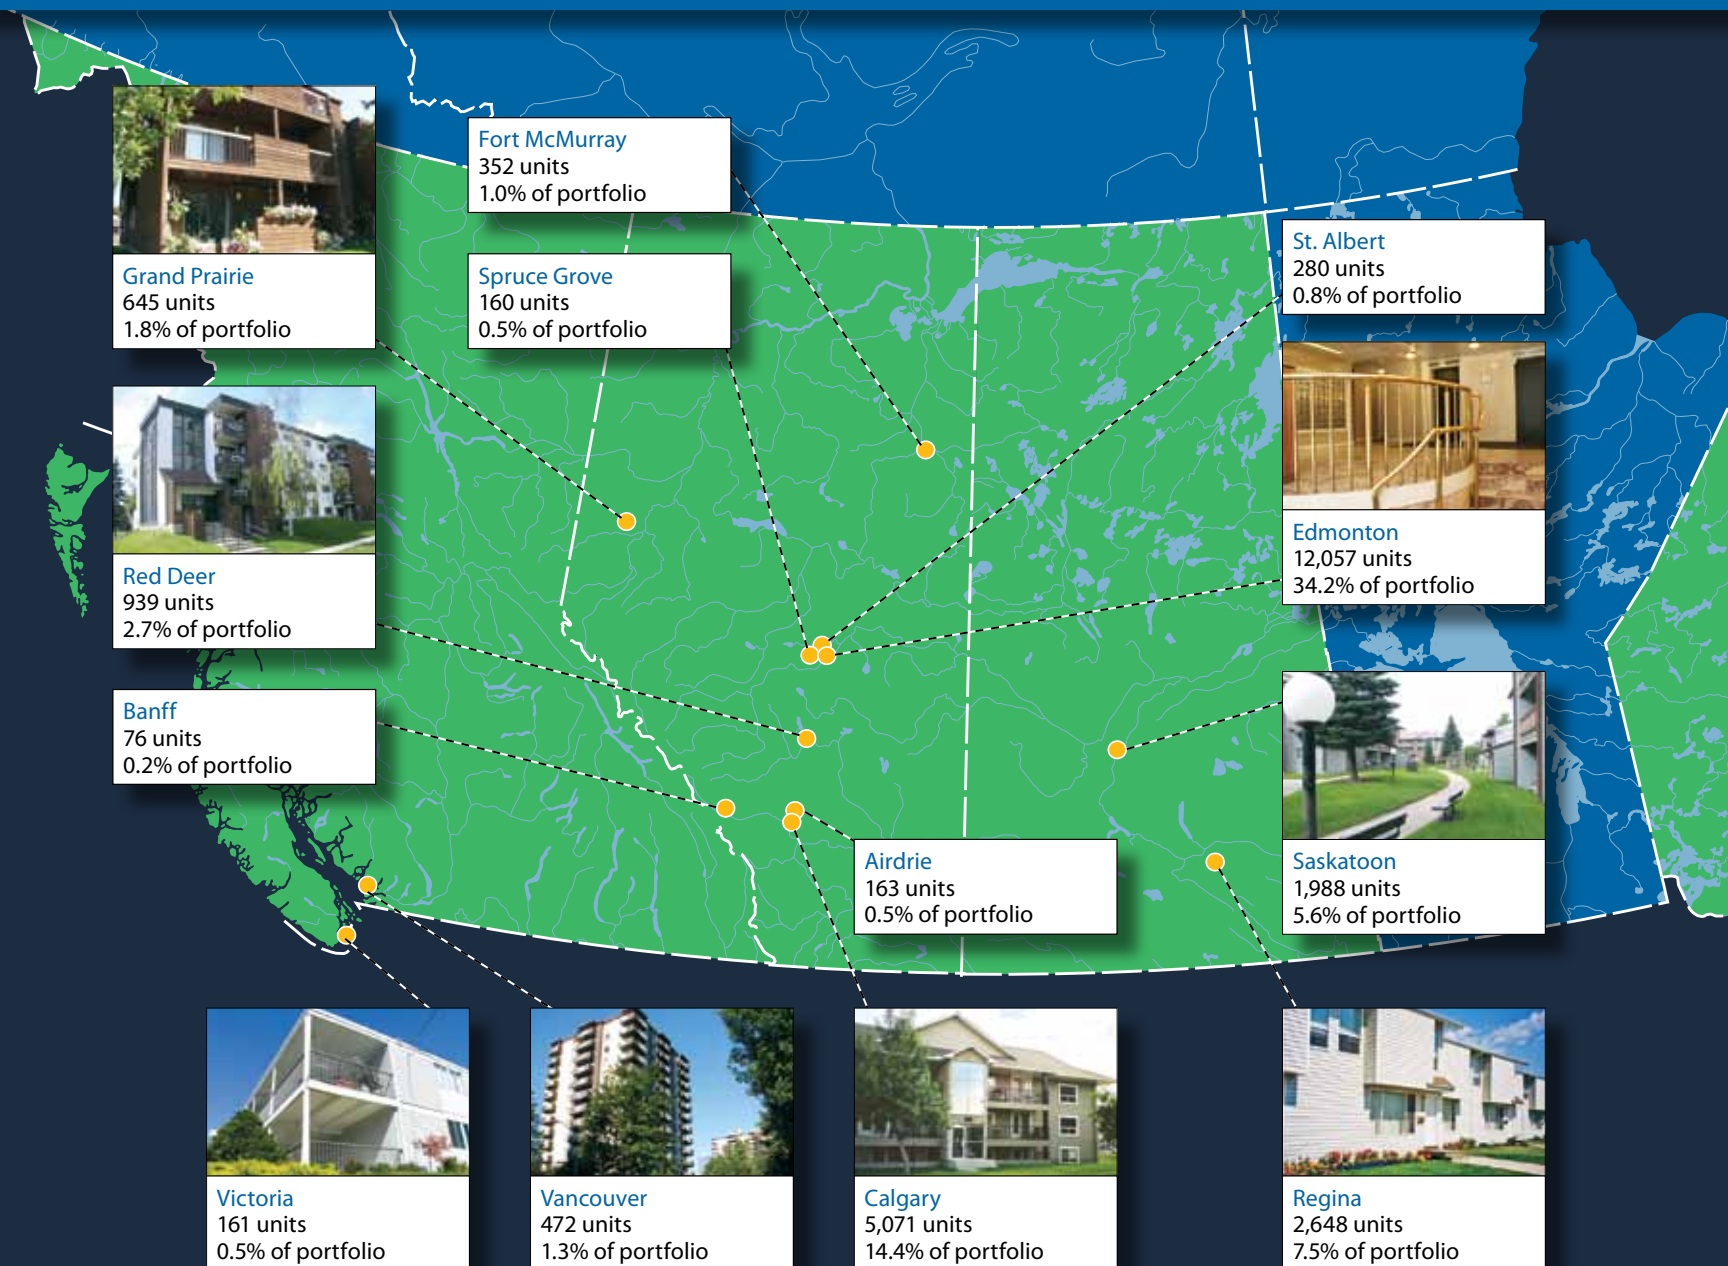 Grand Prairie
645 units
1.8% of portfolio
Fort McMurray
352 units
1.0% of portfolio
Spruce Grove
160 units
0.5% of portfolio
St. Albert
280 units
0.8% of portfolio
Red Deer
939 units
2.7% of portfolio
Edmonton
12,057 units
34.2% of portfolio
Banff
76 units
0.2% of portfolio
Airdrie
163 units
0.5% of portfolio
Saskatoon
1,988 units
5.6% of portfolio
Victoria
161 units
0.5% of portfolio
Vancouver
472 units
1.3% of portfolio
Calgary
5,071 units
14.4% of portfolio
Regina
2,648 units
7.5% of portfolio